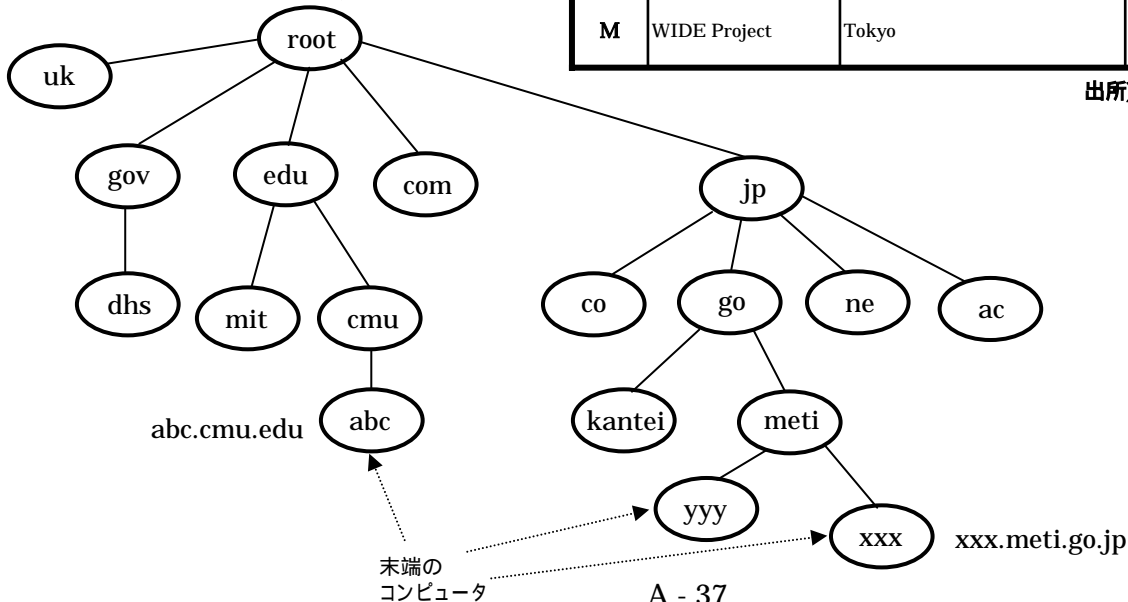 M WIDE Project Tokyo
出所)
root
uk
gov edu com jp
dhs mit cmu co go ne ac
abc.cmu.edu abc kantei meti
yyy
xxx xxx.meti.go.jp
末端の
コンピュータ
A - 37